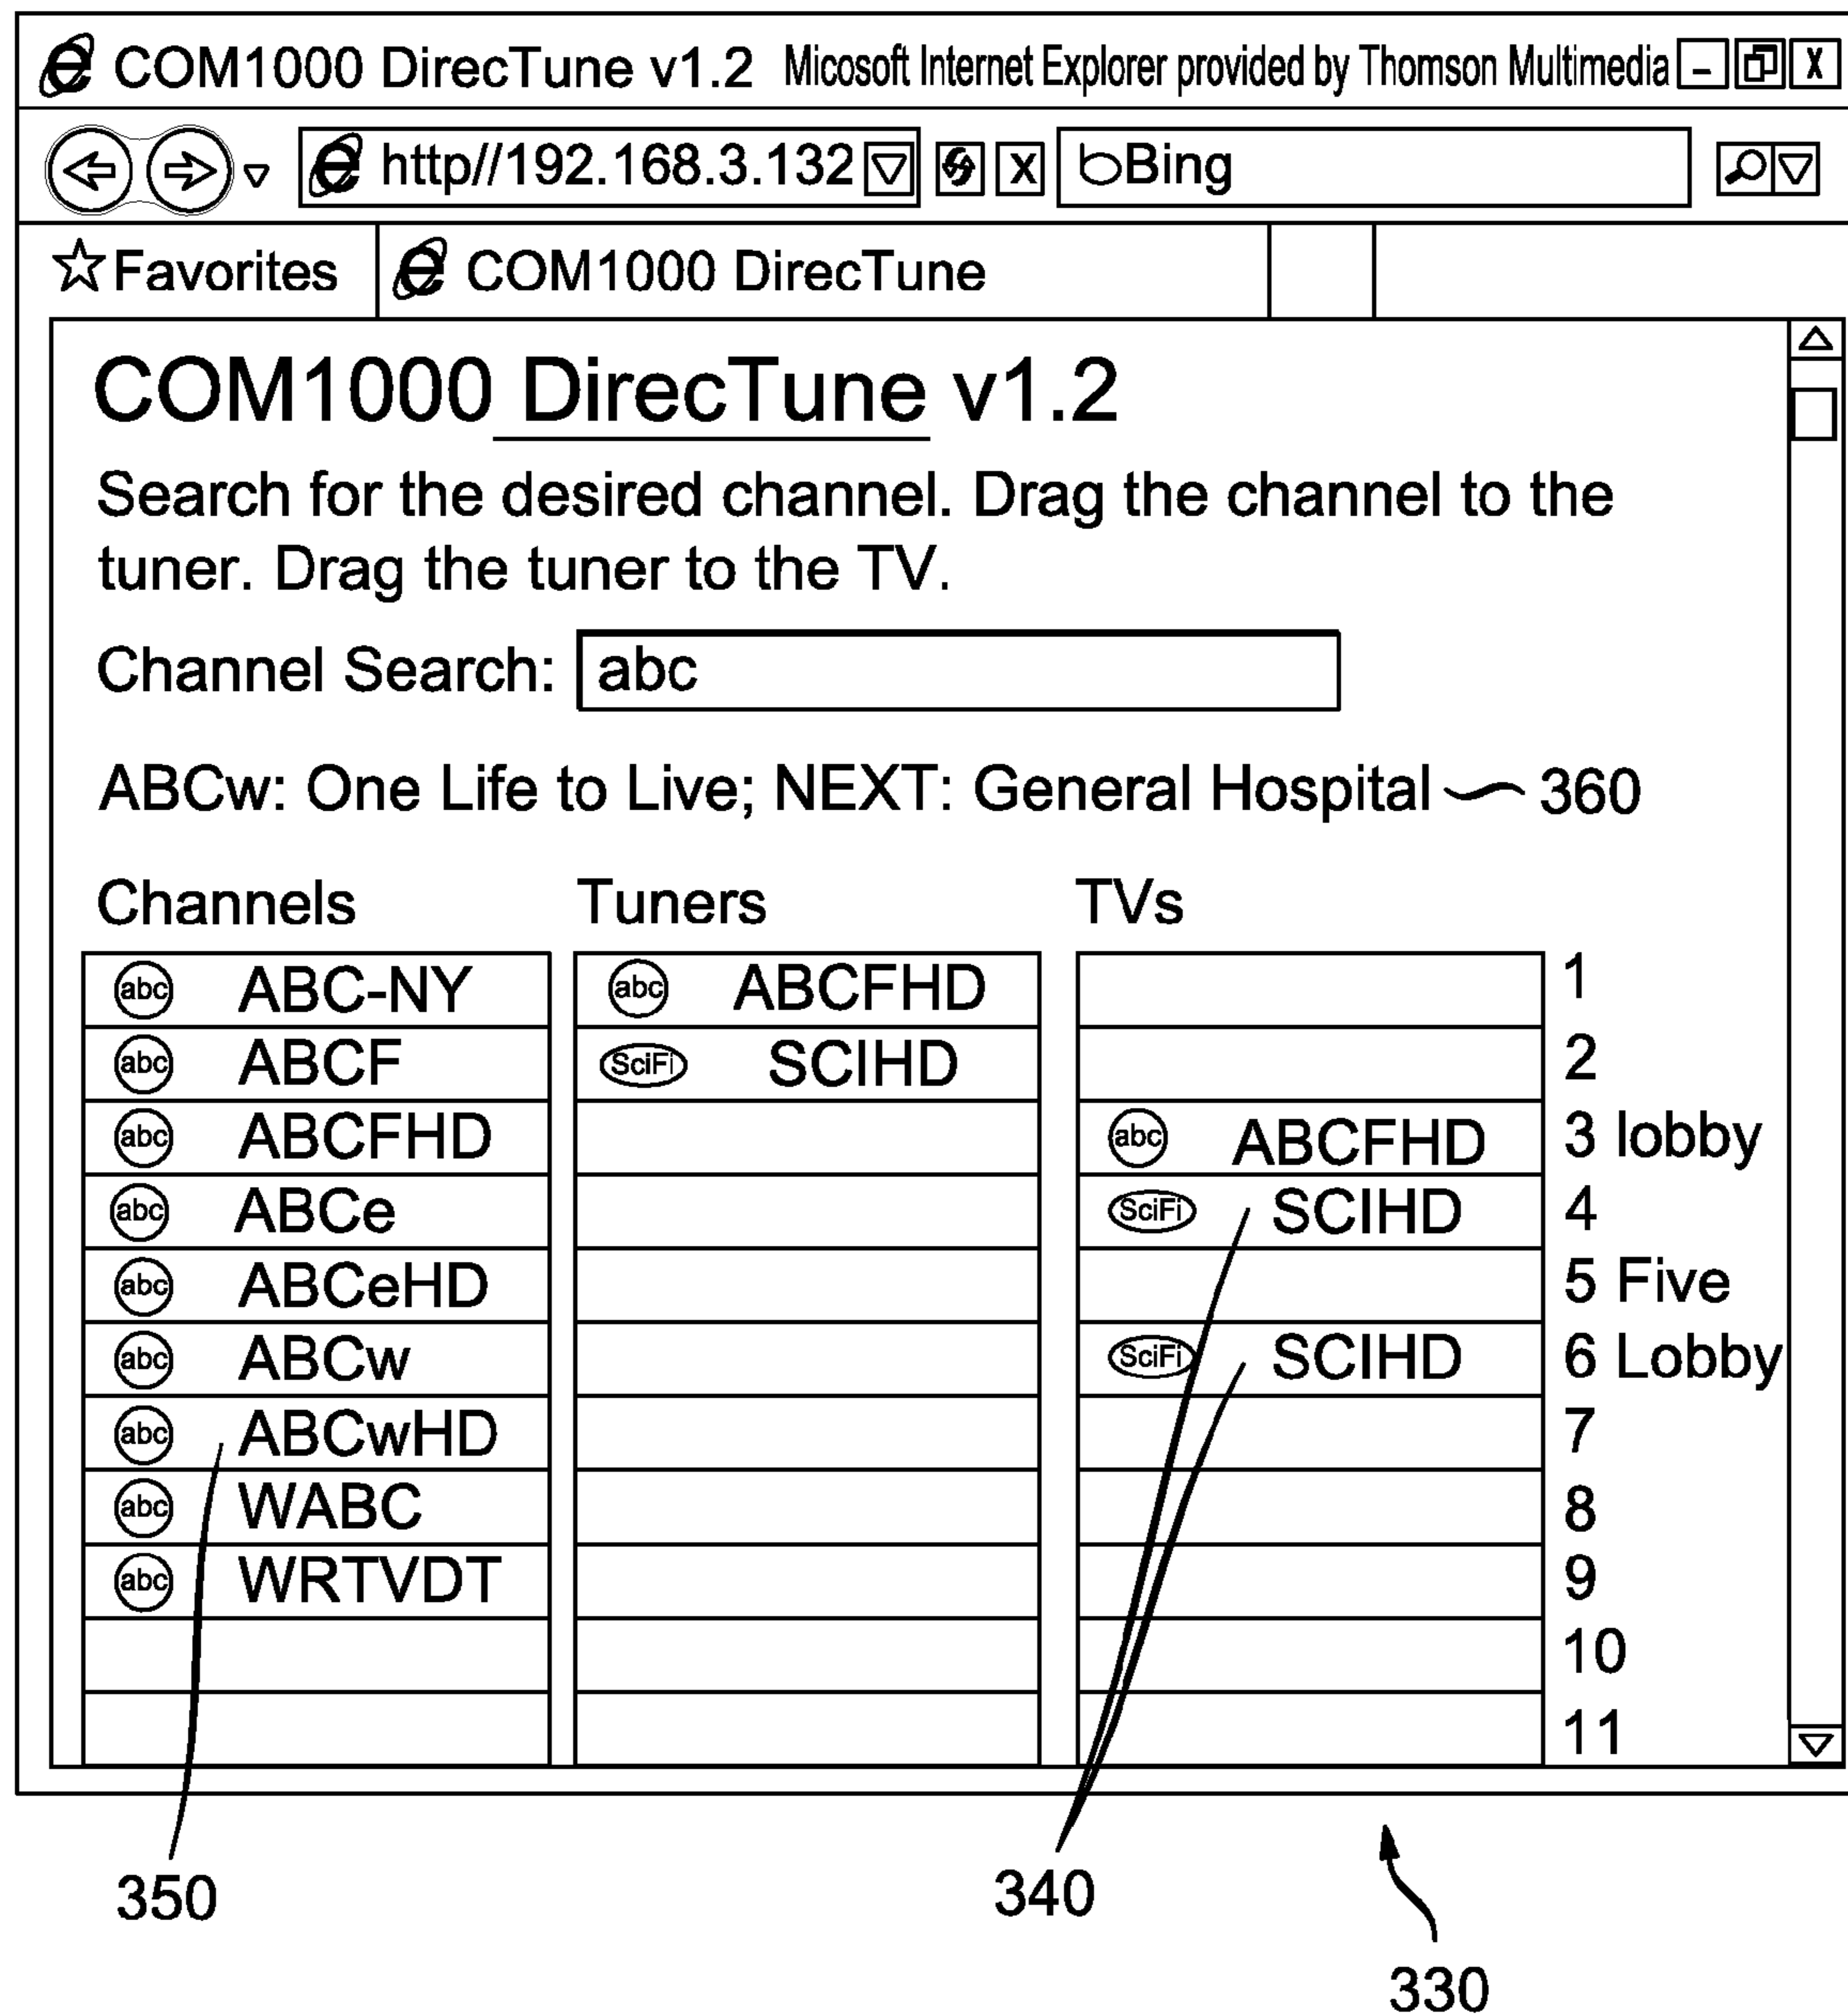 COM1000 DirecTune v1.2 Micosoft Internet Explorer provided by Thomson Multimedia - X
e http//192.168.3.132 X bBing
Favorites e COM1000 DirecTune
COM1000 DirecTune v1.2
Search for the desired channel. Drag the channel to the
tuner. Drag the tuner to the TV.
Channel Search: abc
ABCw: One Life to Live; NEXT: General Hospital 360
Channels Tuners TVs
abc ABC-NY abc ABCFHD 1
abc ABCF SciFi SCIHD 2
abc ABCFHD abc ABCFHD 3 lobby
abc ABCe SciFi SCIHD 4
abc ABCeHD 5 Five
abc ABCw SciFi SCIHD 6 Lobby
abc ABCwHD 7
abc WABC 8
abc WRTVDT 9
10
11
350 340
330